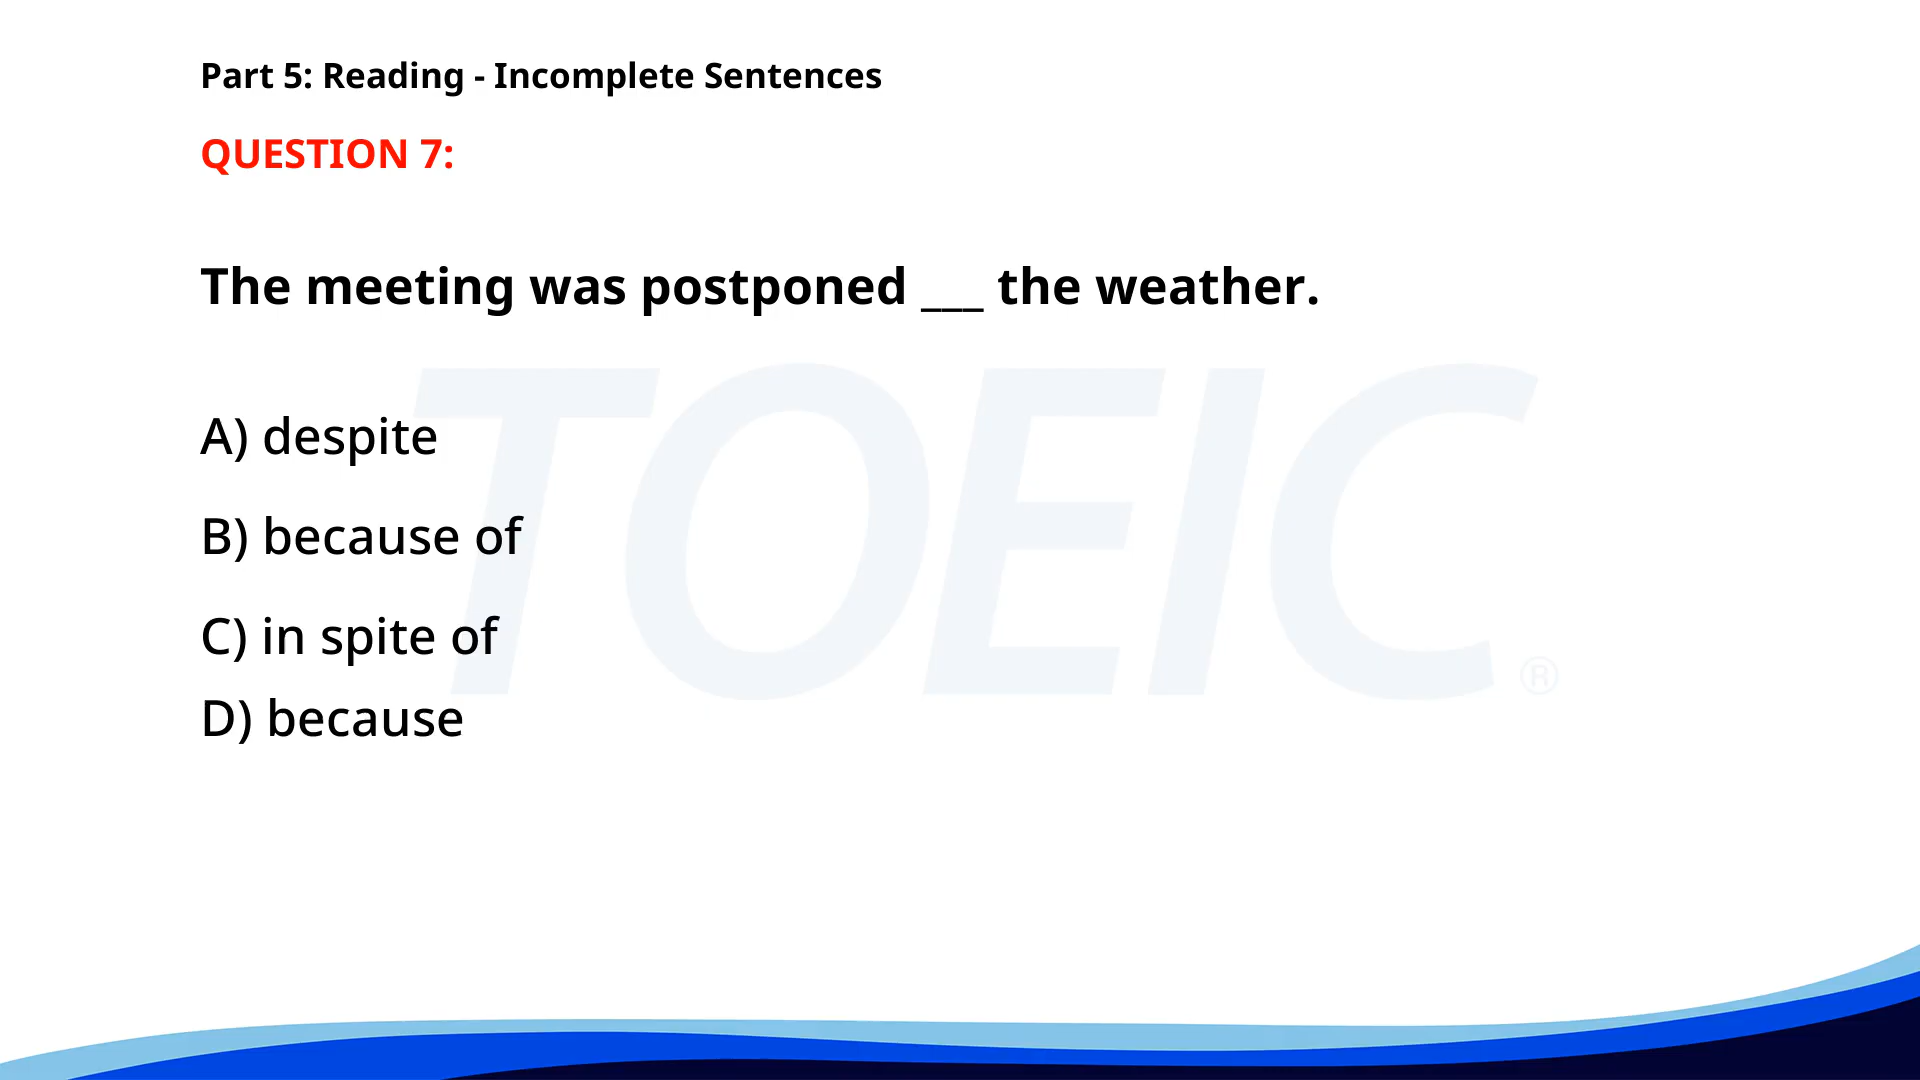 Part 5: Reading - Incomplete Sentences
QUESTION 7:
The meeting was postponed ___ the weather.
TOEIC®
A) despite
B) because of
C) in spite of
D) because